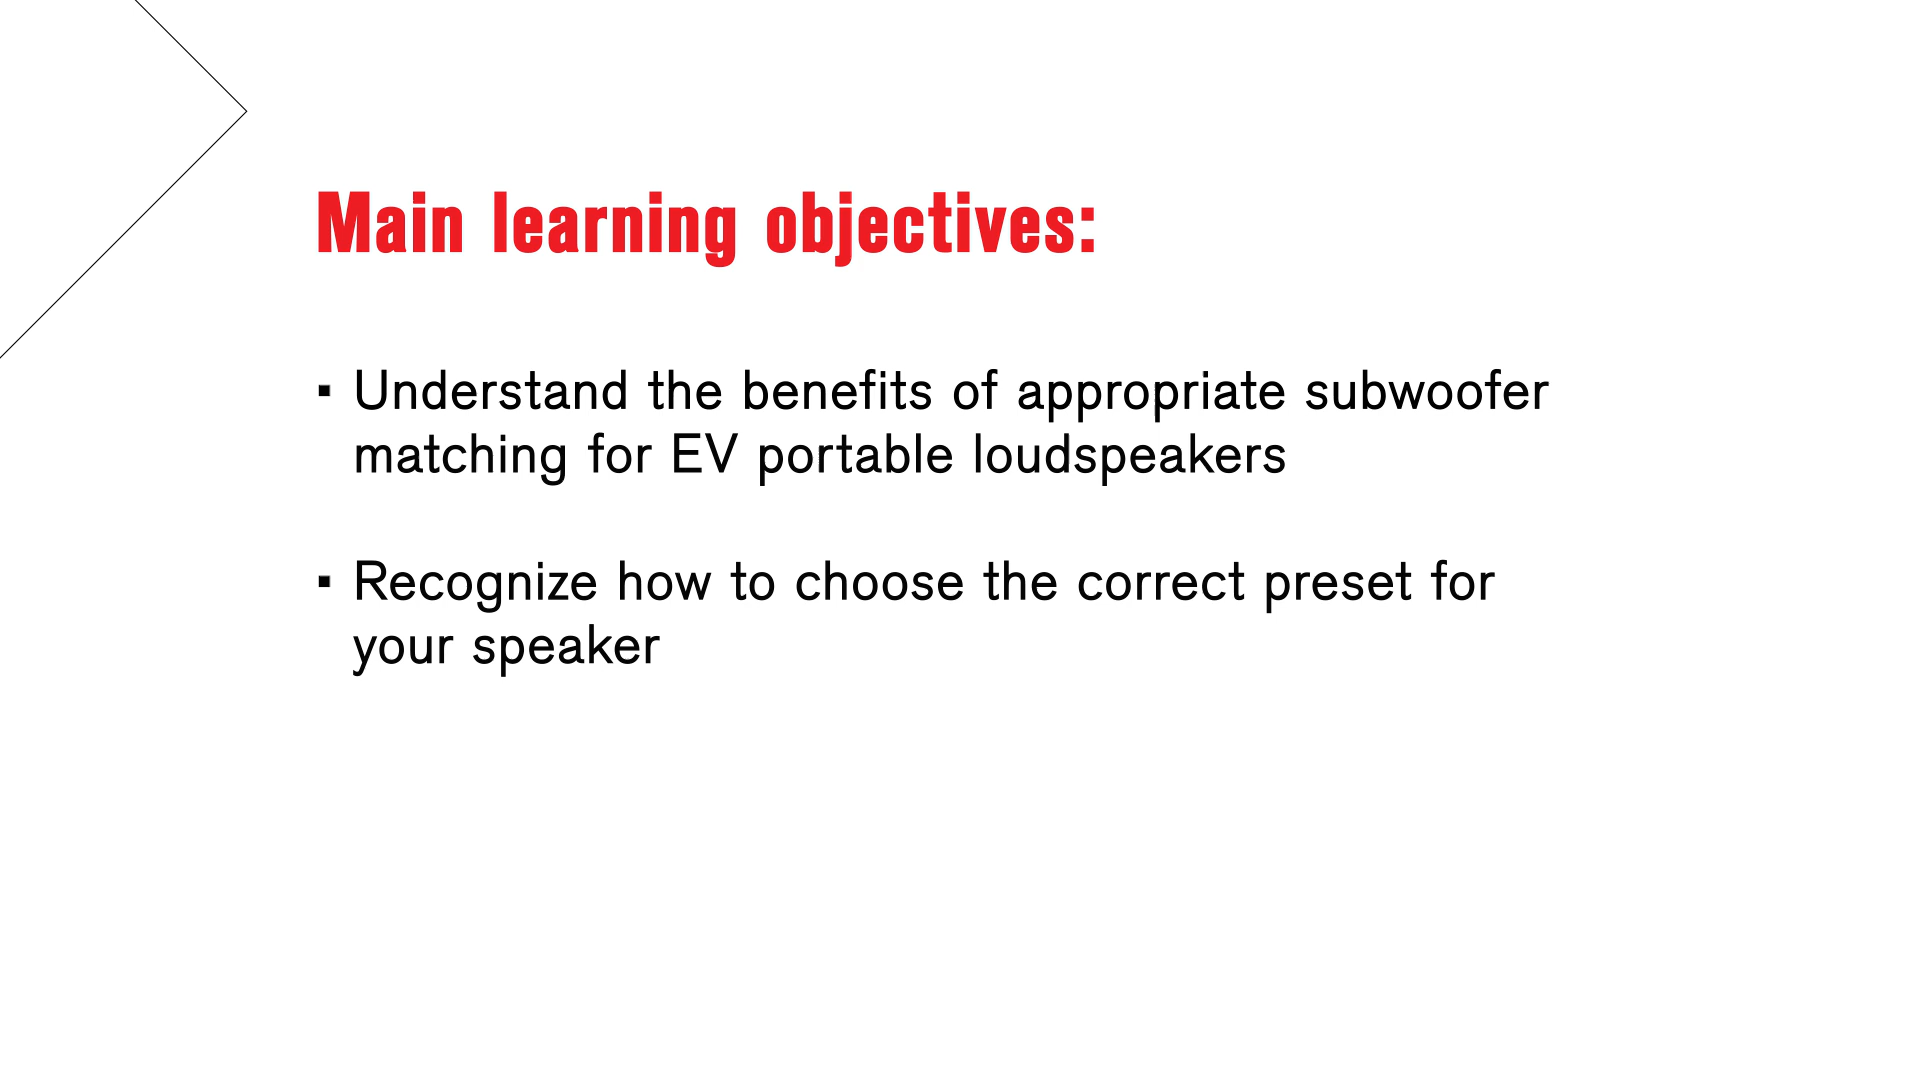 Main learning objectives:
▪ Understand the benefits of appropriate subwoofer
matching for EV portable loudspeakers
▪ Recognize how to choose the correct preset for
your speaker